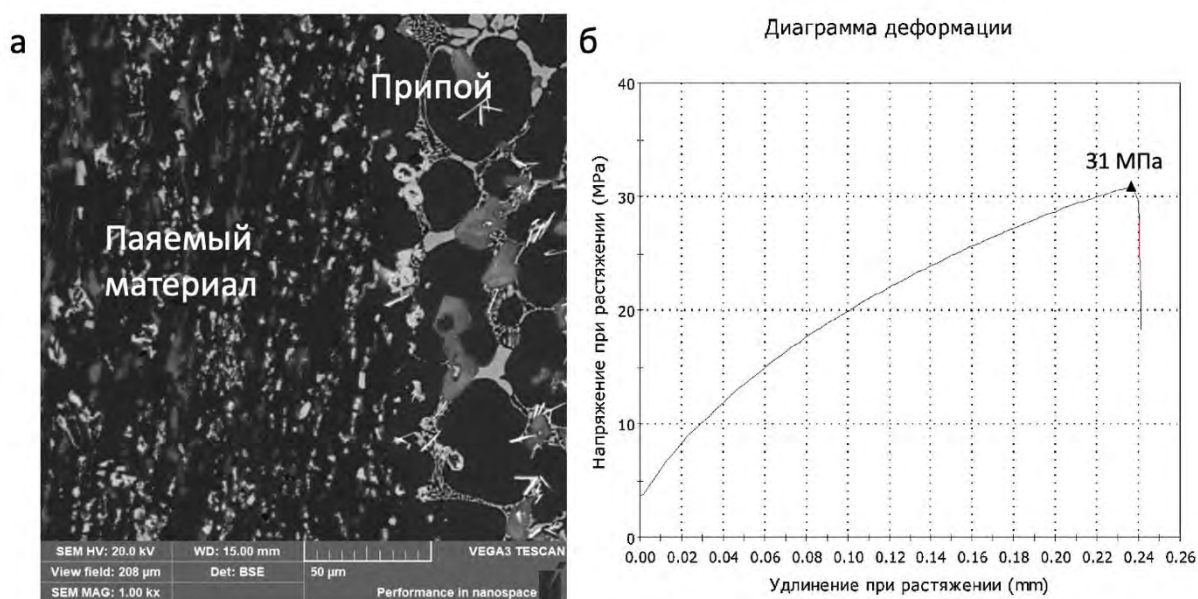 а
Припой
Паяемый
материал
SEM HV: 20.0 kV
WD: 15.00 mm
VEGA3 TESCAN
View field: 208 µm
Det: BSE
50 µm
SEM MAG: 1.00 kx
Performance in nanospace
б
Диаграмма деформации
Напряжение при растяжении (MPa)
40
30
20
10
0
31 МПа
0.00 0.02 0.04 0.06 0.08 0.10 0.12 0.14 0.16 0.18 0.20 0.22 0.24 0.26
Удлинение при растяжении (mm)